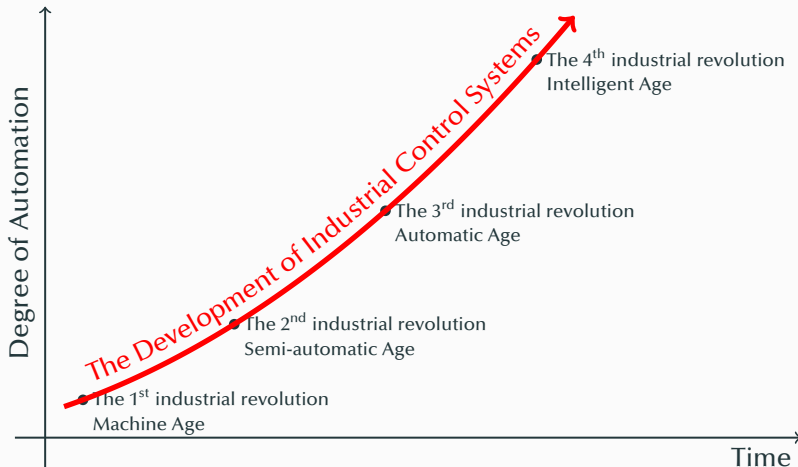 The 4th industrial revolution
Intelligent Age
The Development of Industrial Control Systems
Degree of Automation
The 3rd industrial revolution
Automatic Age
The 2nd industrial revolution
Semi-automatic Age
The 1st industrial revolution
Machine Age
Time